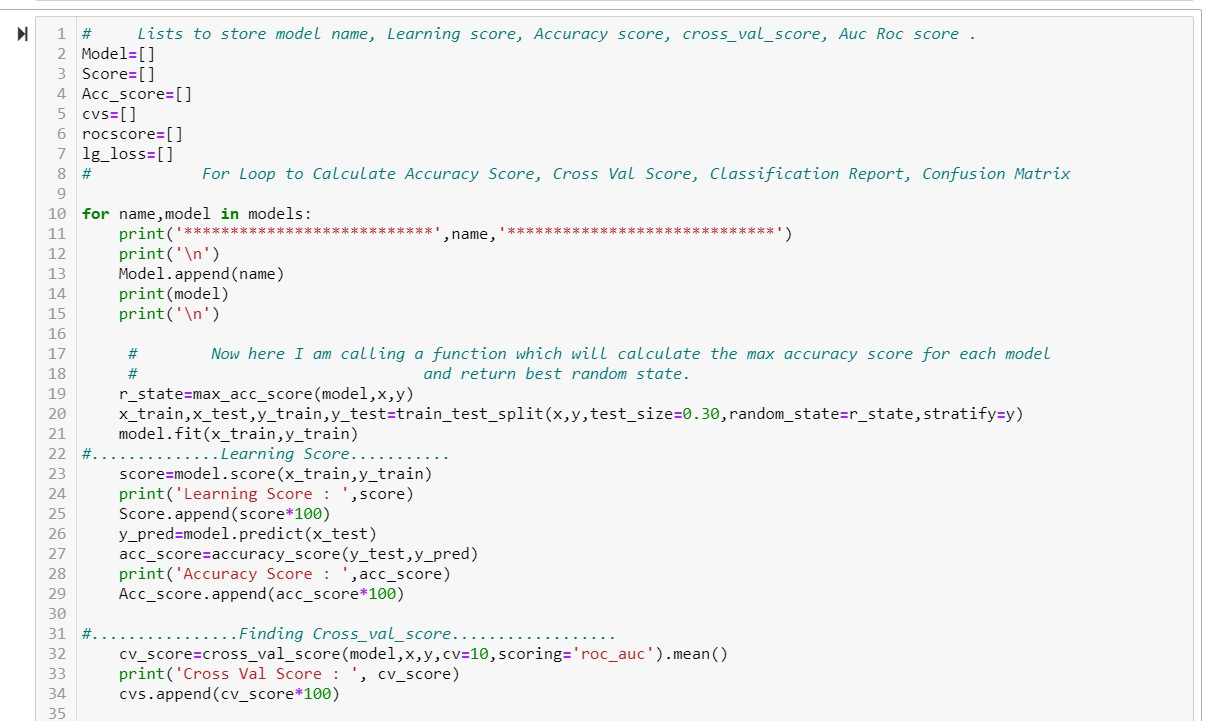 1 #     Lists to store model name, Learning score, Accuracy score, cross_val_score, Auc Roc score .
2 Model=[]
3 Score=[]
4 Acc_score=[]
5 cvs=[]
6 rocscore=[]
7 lg_loss=[]
8 #            For Loop to Calculate Accuracy Score, Cross Val Score, Classification Report, Confusion Matrix
9
10 for name,model in models:
11     print('***************************',name,'*****************************')
12     print('\n')
13     Model.append(name)
14     print(model)
15     print('\n')
16
17      #        Now here I am calling a function which will calculate the max accuracy score for each model
18      #                               and return best random state.
19     r_state=max_acc_score(model,x,y)
20     x_train,x_test,y_train,y_test=train_test_split(x,y,test_size=0.30,random_state=r_state,stratify=y)
21     model.fit(x_train,y_train)
22 #..............Learning Score...........
23     score=model.score(x_train,y_train)
24     print('Learning Score : ',score)
25     Score.append(score*100)
26     y_pred=model.predict(x_test)
27     acc_score=accuracy_score(y_test,y_pred)
28     print('Accuracy Score : ',acc_score)
29     Acc_score.append(acc_score*100)
30
31 #................Finding Cross_val_score..................
32     cv_score=cross_val_score(model,x,y,cv=10,scoring='roc_auc').mean()
33     print('Cross Val Score : ', cv_score)
34     cvs.append(cv_score*100)
35